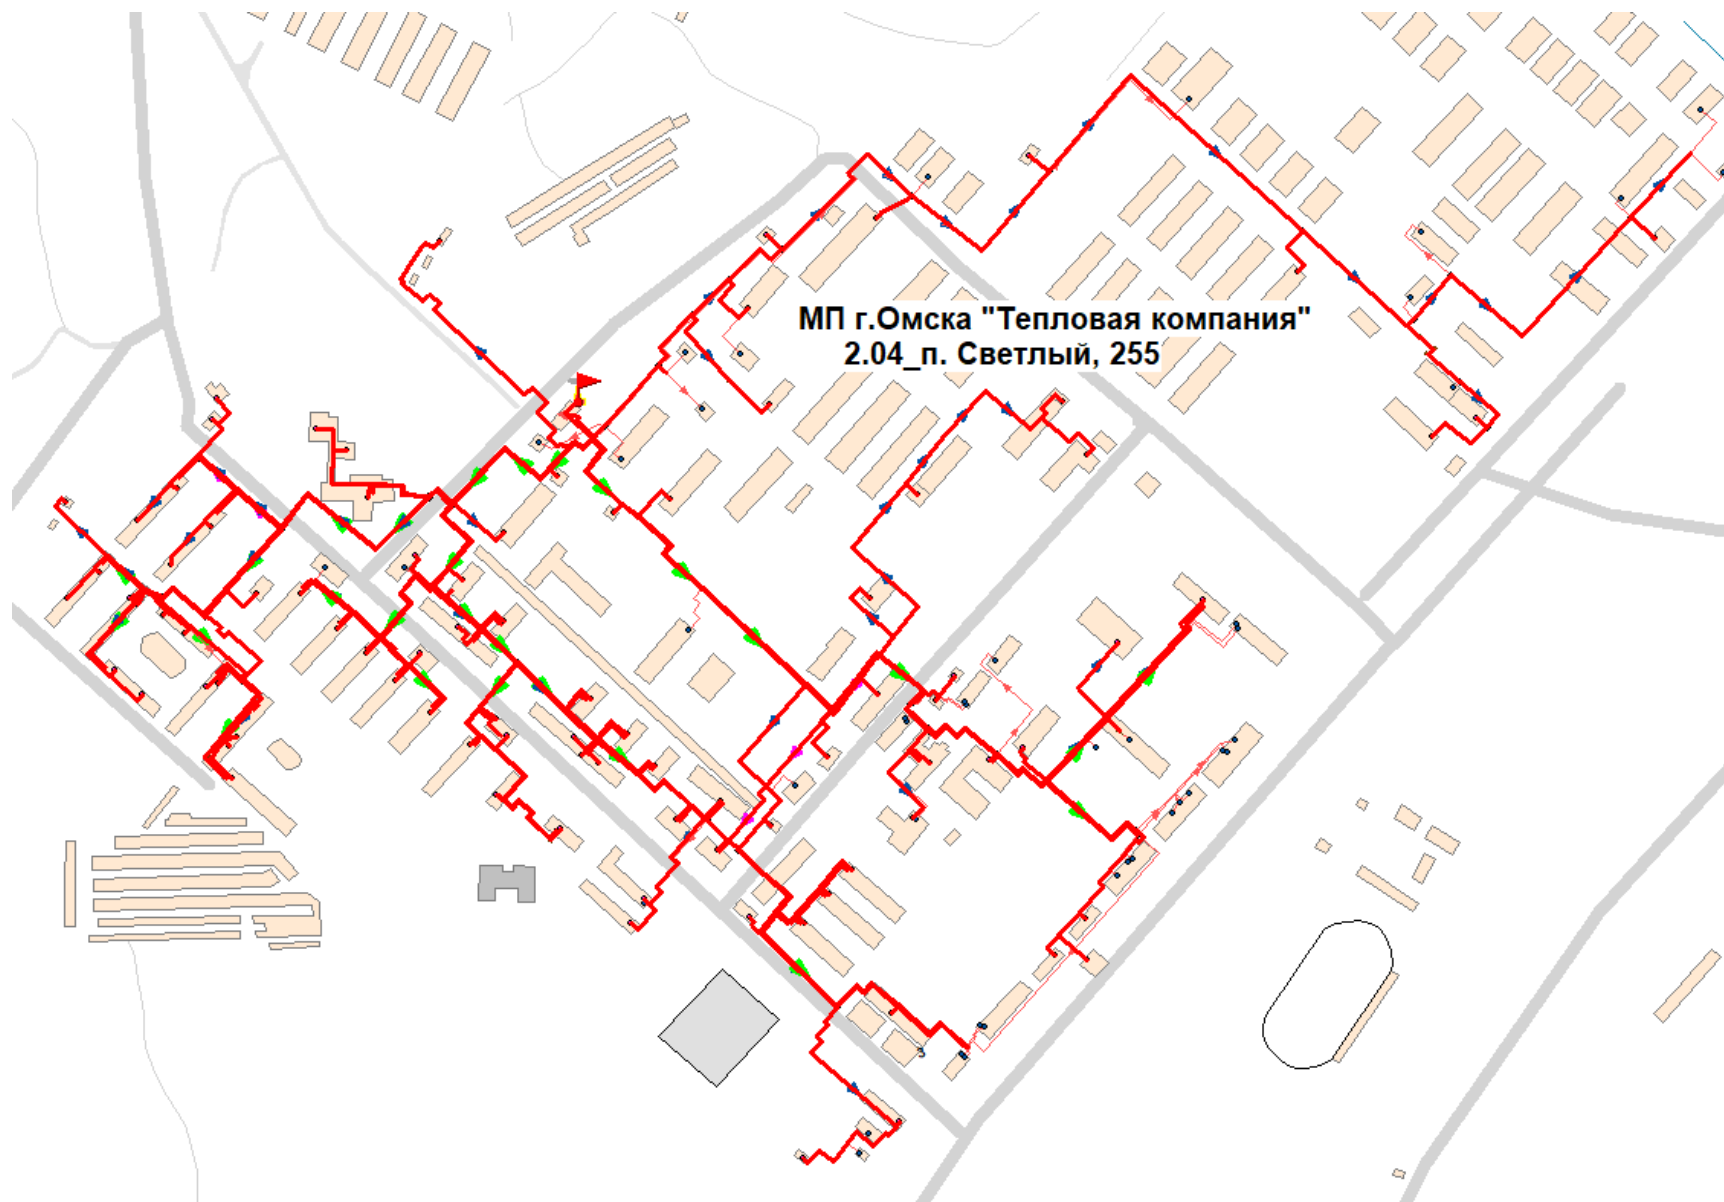 МП г.Омска "Тепловая компания"
2.04_п. Светлый, 255